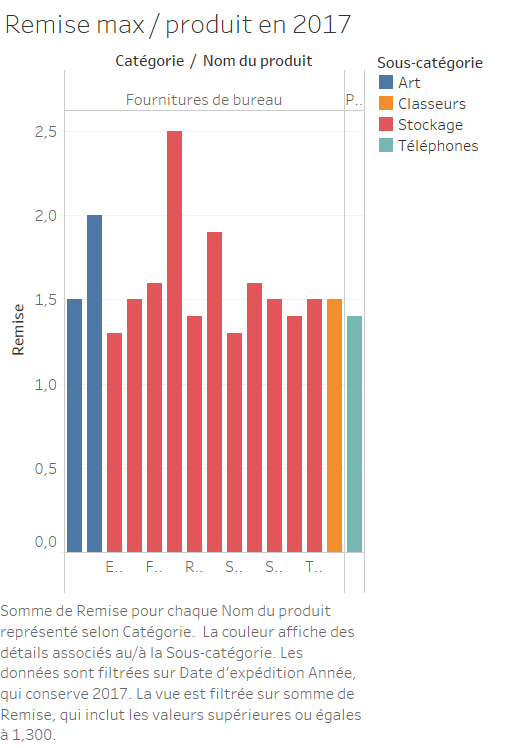 Remise max / produit en 2017
Catégorie / Nom du produit
Fournitures de bureau
P..
Sous-catégorie
Art
Classeurs
Stockage
Téléphones
Remise
2,5
2,0
1,5
1,0
0,5
0,0
E.. F.. R.. S.. S.. T..
Somme de Remise pour chaque Nom du produit
représenté selon Catégorie. La couleur affiche des
détails associés au/à la Sous-catégorie. Les
données sont filtrées sur Date d'expédition Année,
qui conserve 2017. La vue est filtrée sur somme de
Remise, qui inclut les valeurs supérieures ou égales
à 1,300.